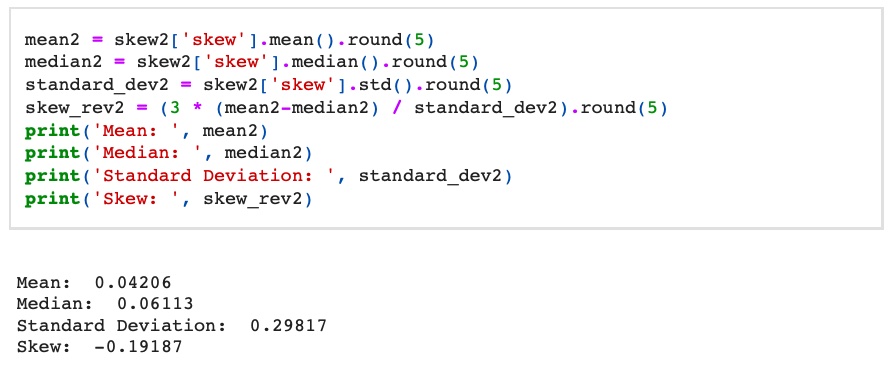 mean2 = skew2['skew'].mean().round(5)
median2 = skew2['skew'].median().round(5)
standard_dev2 = skew2['skew'].std().round(5)
skew_rev2 = (3 * (mean2-median2) / standard_dev2).round(5)
print('Mean: ', mean2)
print('Median: ', median2)
print('Standard Deviation: ', standard_dev2)
print('Skew: ', skew_rev2)
Mean:  0.04206
Median:  0.06113
Standard Deviation:  0.29817
Skew:  -0.19187